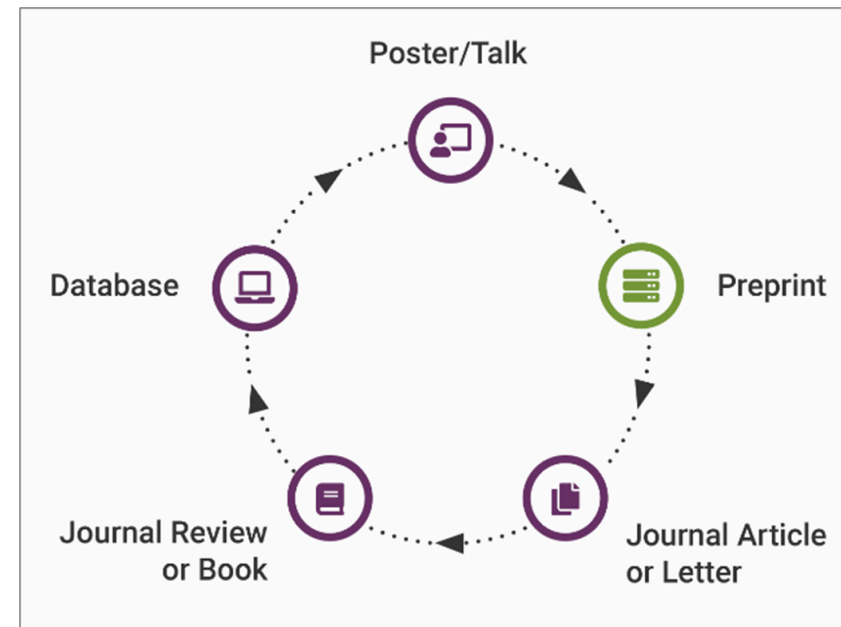 Poster/Talk
Database
Preprint
Journal Review
or Book
Journal Article
or Letter